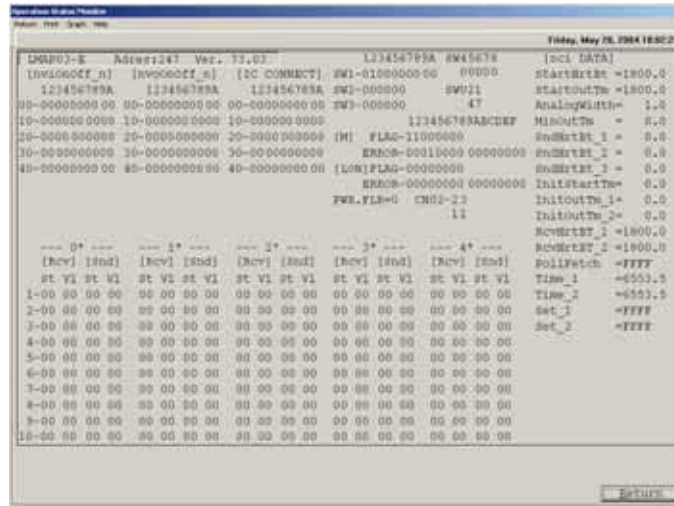 Operation Status Monitor
Return Print Graph Help
Friday, May 28, 2004 18:02:2
LMAP03-E Adres:247 Ver. 73.03 123456789A SW45678 [nci DATA]
[nvionoff_n] [nvoonoff_n] [IC CONNECT] SW1-0100000000 00000 StartHrtBt =1800.0
123456789A 123456789A 123456789A SW2-000000 SWU21 StartoutTm =1800.0
00-0000000000 00-0000000000 00-0000000000 SW3-000000 47 AnalogWidth= 1.0
10-0000000000 10-0000000000 10-0000000000 123456789ABCDEF MinoutTm = 0.0
20-0000000000 20-0000000000 20-0000000000 [M] FLAG-11000000 SndHrtBt_1 = 0.0
30-0000000000 30-0000000000 30-0000000000 ERROR-00010000 00000000 SndHrtBt_2 = 0.0
40-0000000000 40-0000000000 40-0000000000 [LON]FLAG-00000000 SndHrtBt_3 = 0.0
ERROR-00000000 00000000 InitStartTm= 0.0
PWR.FLR=0 CN02-23 InitoutTm_1= 0.0
11 InitoutTm_2= 0.0
RcvHrtBT_1 =1800.0
--- 0* --- --- 1* --- --- 2* --- --- 3* --- --- 4* --- RcvHrtBT_2 =1800.0
[Rcv] [Snd] [Rcv] [Snd] [Rcv] [Snd] [Rcv] [Snd] [Rcv] [Snd] PollFetch =FFFF
St Vl St Vl St Vl St Vl St Vl St Vl St Vl St Vl St Vl St Vl Time_1 =6553.5
1-00 00 00 00 00 00 00 00 00 00 00 00 00 00 00 00 00 00 00 00 Time_2 =6553.5
2-00 00 00 00 00 00 00 00 00 00 00 00 00 00 00 00 00 00 00 00 Set_1 =FFFF
3-00 00 00 00 00 00 00 00 00 00 00 00 00 00 00 00 00 00 00 00 Set_2 =FFFF
4-00 00 00 00 00 00 00 00 00 00 00 00 00 00 00 00 00 00 00 00
5-00 00 00 00 00 00 00 00 00 00 00 00 00 00 00 00 00 00 00 00
6-00 00 00 00 00 00 00 00 00 00 00 00 00 00 00 00 00 00 00 00
7-00 00 00 00 00 00 00 00 00 00 00 00 00 00 00 00 00 00 00 00
8-00 00 00 00 00 00 00 00 00 00 00 00 00 00 00 00 00 00 00 00
9-00 00 00 00 00 00 00 00 00 00 00 00 00 00 00 00 00 00 00 00
10-00 00 00 00 00 00 00 00 00 00 00 00 00 00 00 00 00 00 00 00
Return